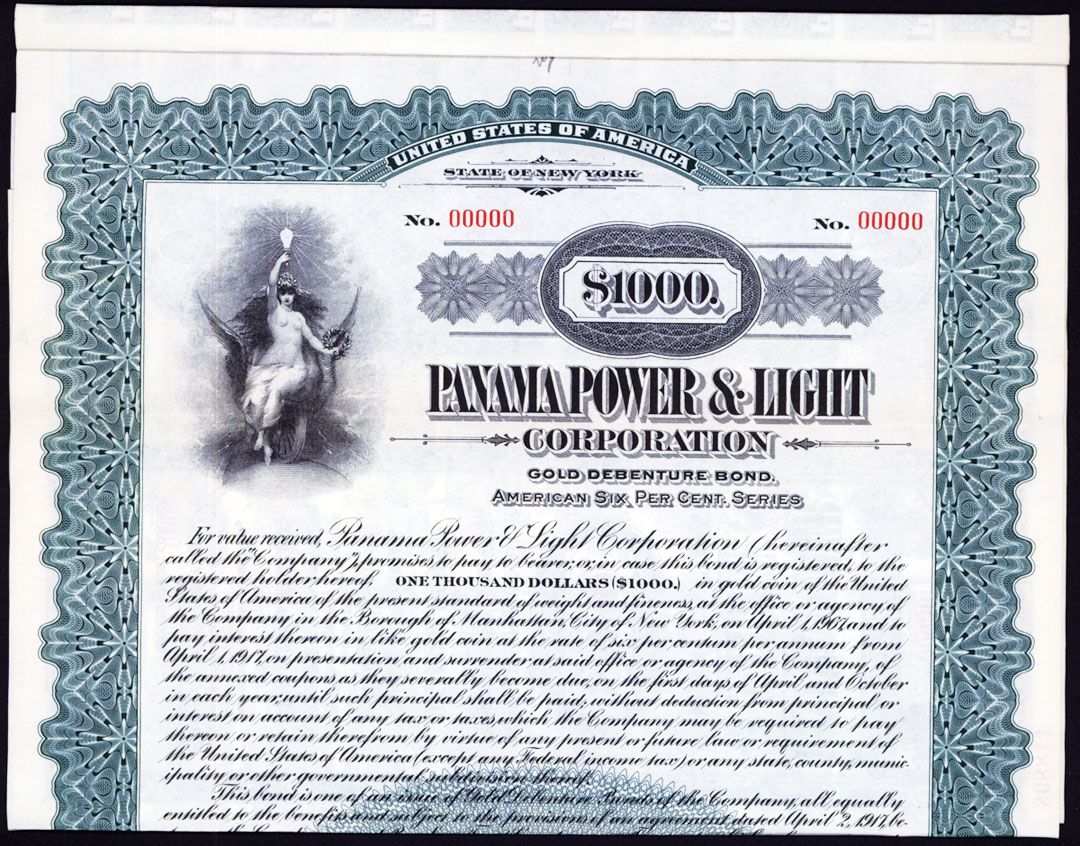 UNITED STATES OF AMERICA
STATE OF NEW YORK
No. 00000 No. 00000
$1000.
PANAMA POWER & LIGHT
CORPORATION
GOLD DEBENTURE BOND.
AMERICAN SIX PER CENT. SERIES
For value received, Panama Power & Light Corporation (hereinafter
called the "Company"), promises to pay to bearer, or, in case this bond is registered, to the
registered holder hereof, ONE THOUSAND DOLLARS ($1000.) in gold coin of the United
States of America of the present standard of weight and fineness, at the office or agency of
the Company in the Borough of Manhattan, City of New York, on April 1, 1967, and to
pay interest thereon in like gold coin at the rate of six per centum per annum from
April 1, 1917, on presentation and surrender at said office or agency of the Company, of
the annexed coupons as they severally become due, on the first days of April and October
in each year, until such principal shall be paid; without deduction from principal or
interest on account of any tax or taxes, which the Company may be required to pay
thereon or retain therefrom by virtue of any present or future law or requirement of
the United States of America (except any Federal income tax) or any state, county, munic-
ipality or other governmental subdivision thereof.
This bond is one of an issue of Gold Debenture Bonds of the Company, all equally
entitled to the benefits and subject to the provisions of an agreement dated April 2, 1917, be-